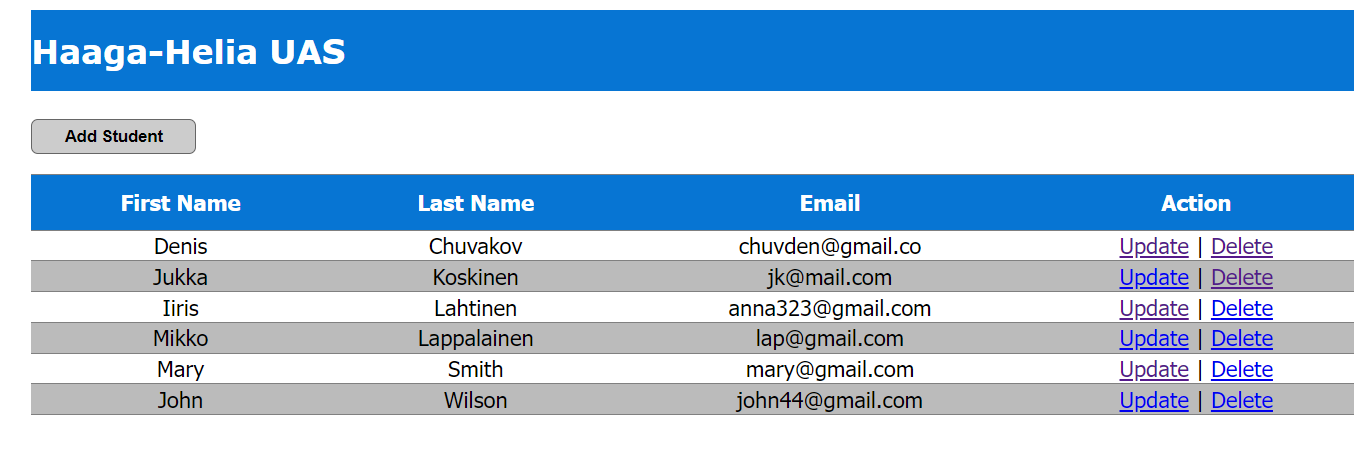 Haaga-Helia UAS
Add Student
First Name Last Name Email Action
Denis Chuvakov chuvden@gmail.co Update | Delete
Jukka Koskinen jk@mail.com Update | Delete
Iiris Lahtinen anna323@gmail.com Update | Delete
Mikko Lappalainen lap@gmail.com Update | Delete
Mary Smith mary@gmail.com Update | Delete
John Wilson john44@gmail.com Update | Delete